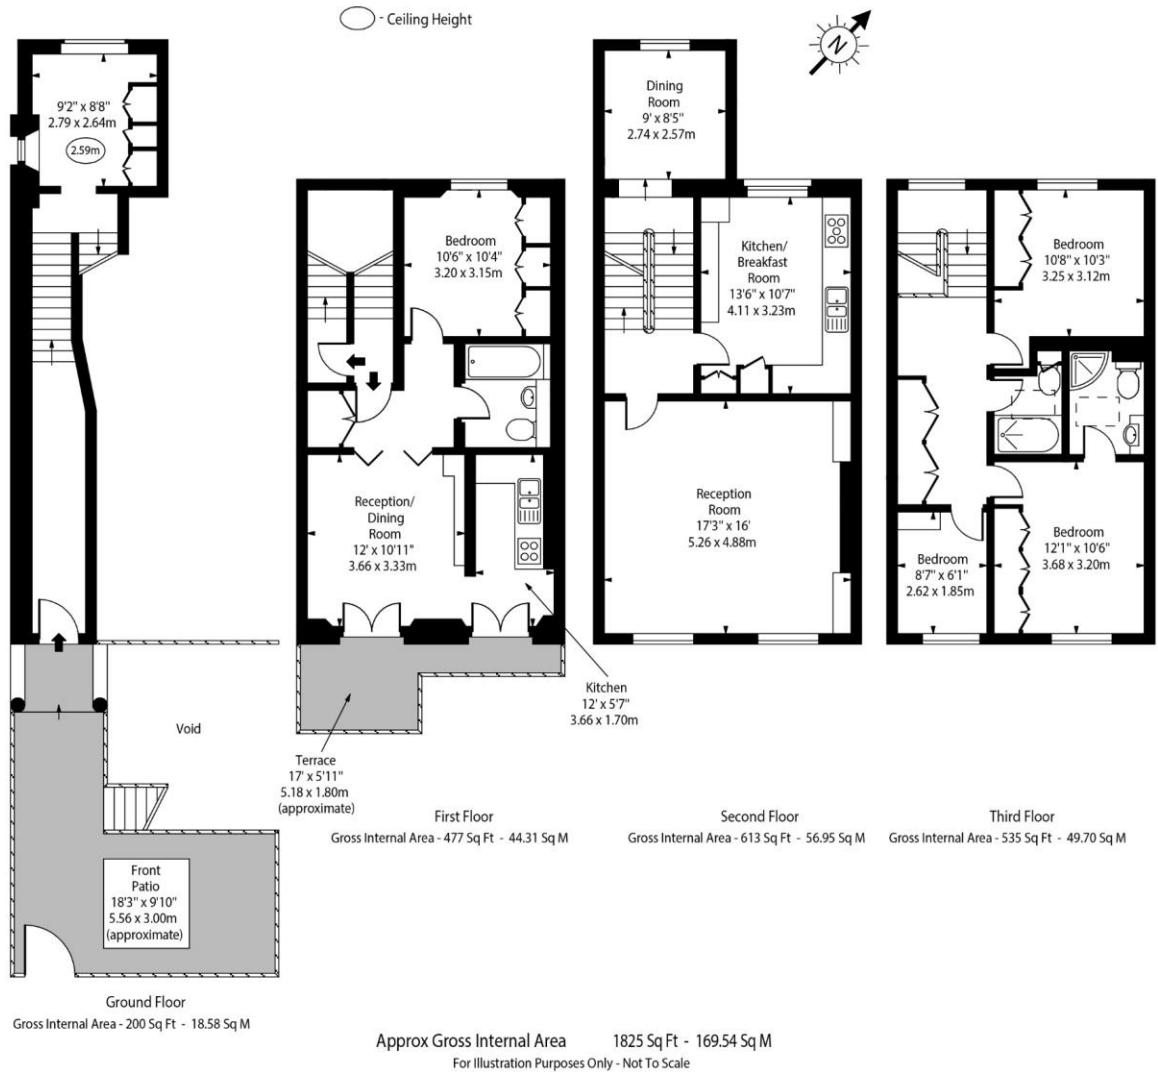 - Ceiling Height
N
9'2" x 8'8"
2.79 x 2.64m
2.59m
Bedroom
10'6" x 10'4"
3.20 x 3.15m
Reception/
Dining
Room
12' x 10'11"
3.66 x 3.33m
Kitchen
12' x 5'7"
3.66 x 1.70m
Terrace
17' x 5'11"
5.18 x 1.80m
(approximate)
Dining
Room
9' x 8'5"
2.74 x 2.57m
Kitchen/
Breakfast
Room
13'6" x 10'7"
4.11 x 3.23m
Reception
Room
17'3" x 16'
5.26 x 4.88m
Bedroom
10'8" x 10'3"
3.25 x 3.12m
Bedroom
12'1" x 10'6"
3.68 x 3.20m
Bedroom
8'7" x 6'1"
2.62 x 1.85m
Void
Front
Patio
18'3" x 9'10"
5.56 x 3.00m
(approximate)
First Floor
Gross Internal Area - 477 Sq Ft - 44.31 Sq M
Second Floor
Gross Internal Area - 613 Sq Ft - 56.95 Sq M
Third Floor
Gross Internal Area - 535 Sq Ft - 49.70 Sq M
Ground Floor
Gross Internal Area - 200 Sq Ft - 18.58 Sq M
Approx Gross Internal Area 1825 Sq Ft - 169.54 Sq M
For Illustration Purposes Only - Not To Scale